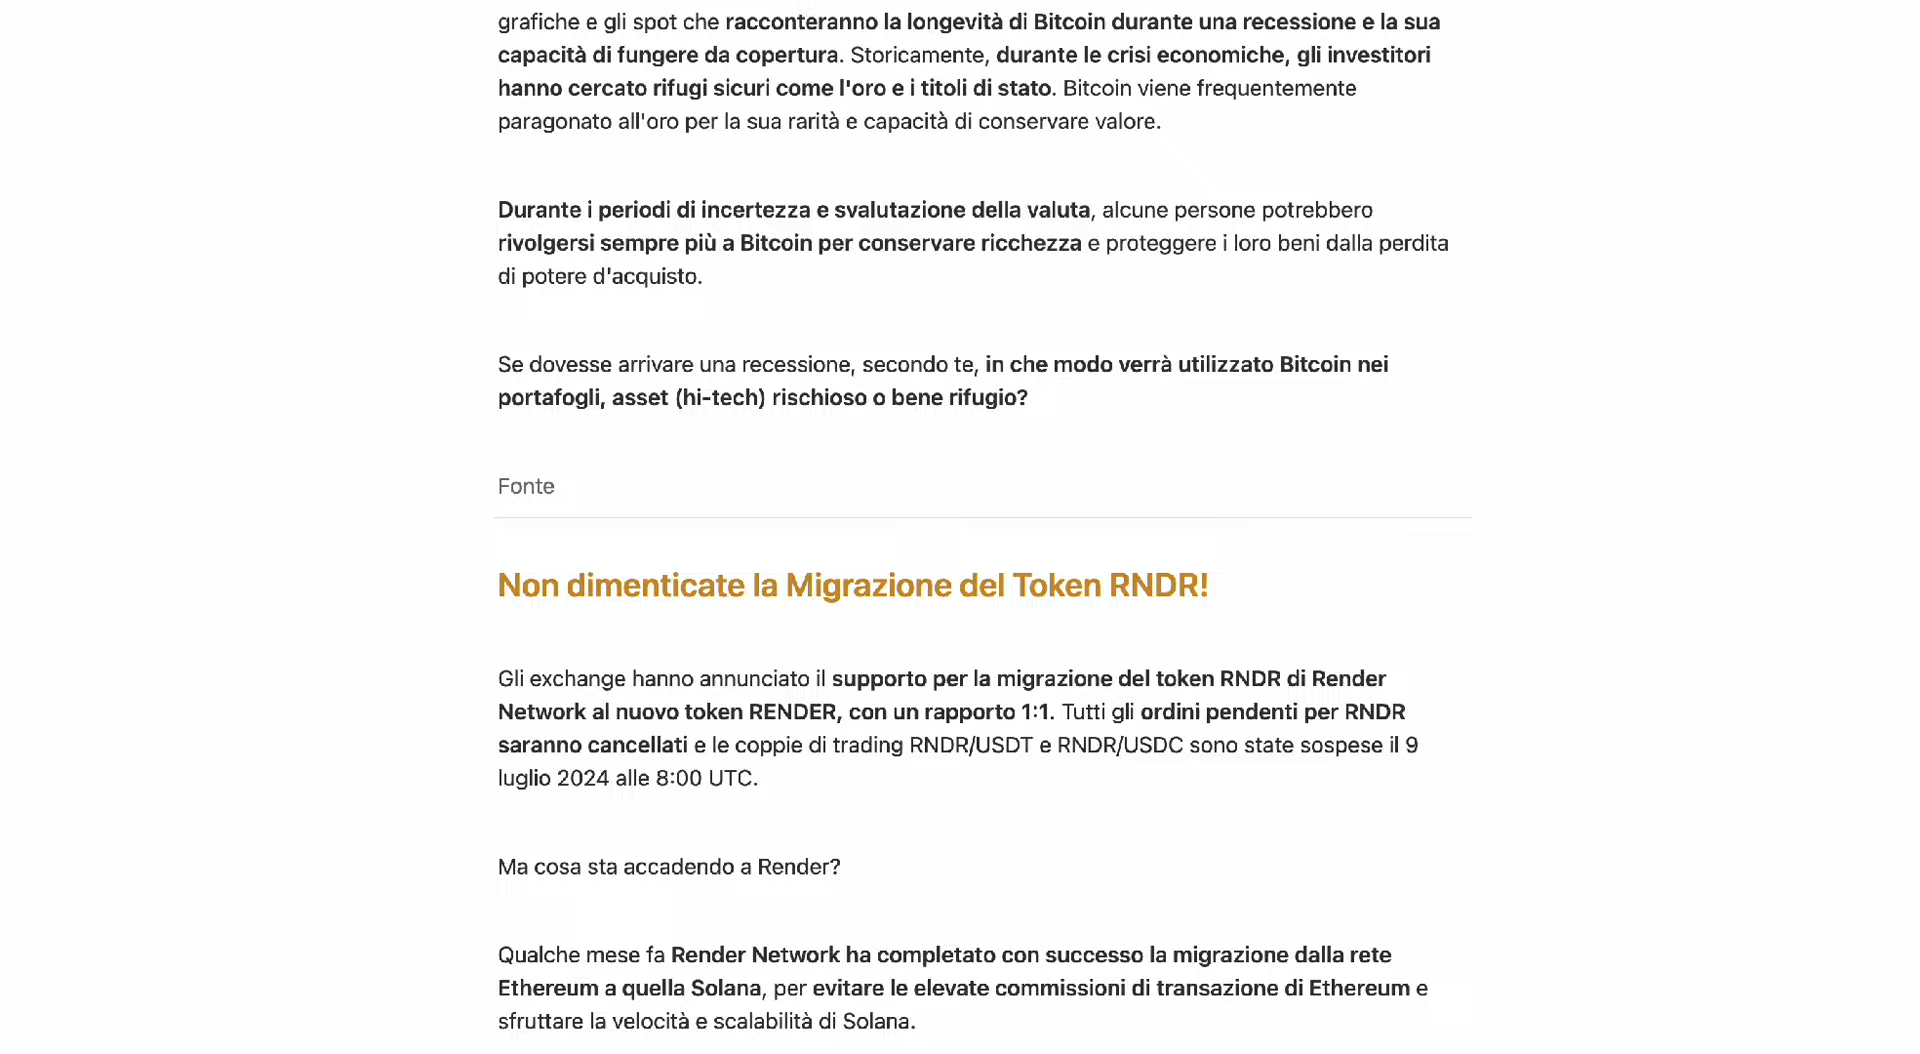 grafiche e gli spot che racconteranno la longevità di Bitcoin durante una recessione e la sua
capacità di fungere da copertura. Storicamente, durante le crisi economiche, gli investitori
hanno cercato rifugi sicuri come l'oro e i titoli di stato. Bitcoin viene frequentemente
paragonato all'oro per la sua rarità e capacità di conservare valore.
Durante i periodi di incertezza e svalutazione della valuta, alcune persone potrebbero
rivolgersi sempre più a Bitcoin per conservare ricchezza e proteggere i loro beni dalla perdita
di potere d'acquisto.
Se dovesse arrivare una recessione, secondo te, in che modo verrà utilizzato Bitcoin nei
portafogli, asset (hi-tech) rischioso o bene rifugio?
Fonte
Non dimenticate la Migrazione del Token RNDR!
Gli exchange hanno annunciato il supporto per la migrazione del token RNDR di Render
Network al nuovo token RENDER, con un rapporto 1:1. Tutti gli ordini pendenti per RNDR
saranno cancellati e le coppie di trading RNDR/USDT e RNDR/USDC sono state sospese il 9
luglio 2024 alle 8:00 UTC.
Ma cosa sta accadendo a Render?
Qualche mese fa Render Network ha completato con successo la migrazione dalla rete
Ethereum a quella Solana, per evitare le elevate commissioni di transazione di Ethereum e
sfruttare la velocità e scalabilità di Solana.